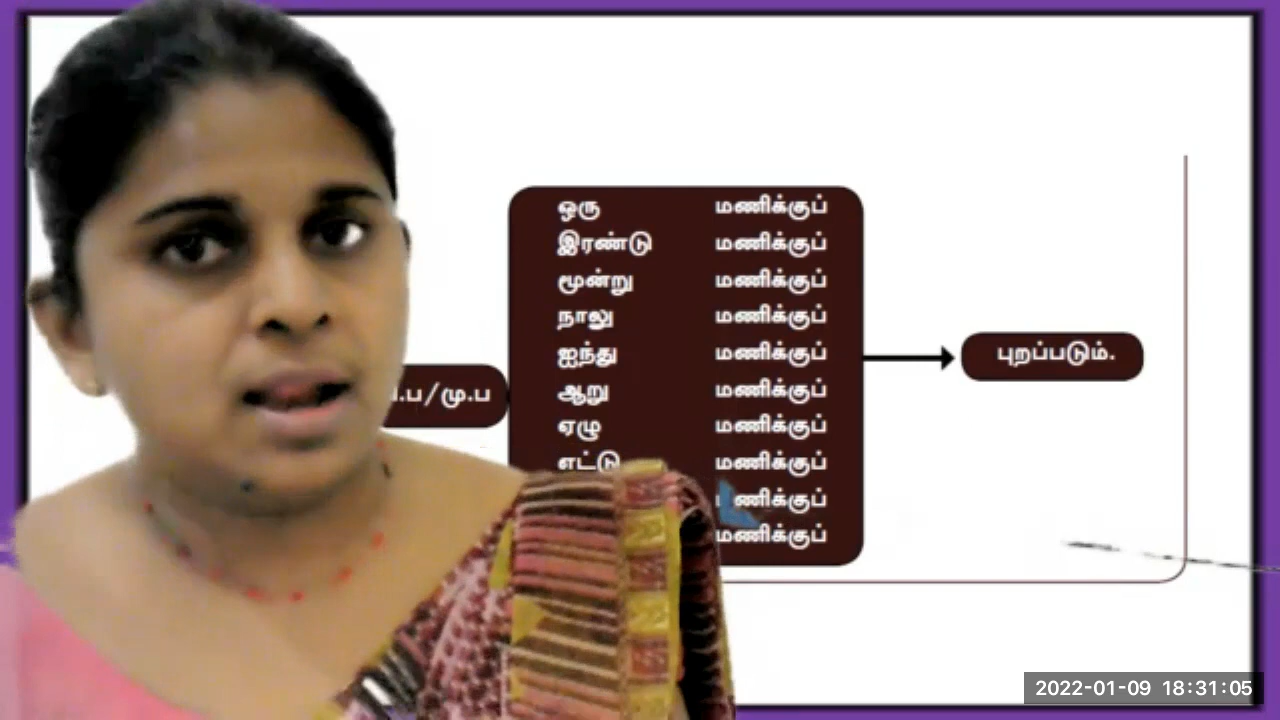 ஒரு மணிக்குப்
இரண்டு மணிக்குப்
மூன்று மணிக்குப்
நாலு மணிக்குப்
ஐந்து மணிக்குப்
ஆறு மணிக்குப்
ஏழு மணிக்குப்
எட்டு மணிக்குப்
மணிக்குப்
மணிக்குப்
.ப/மு.ப
புறப்படும்.
2022-01-09 18:31:05